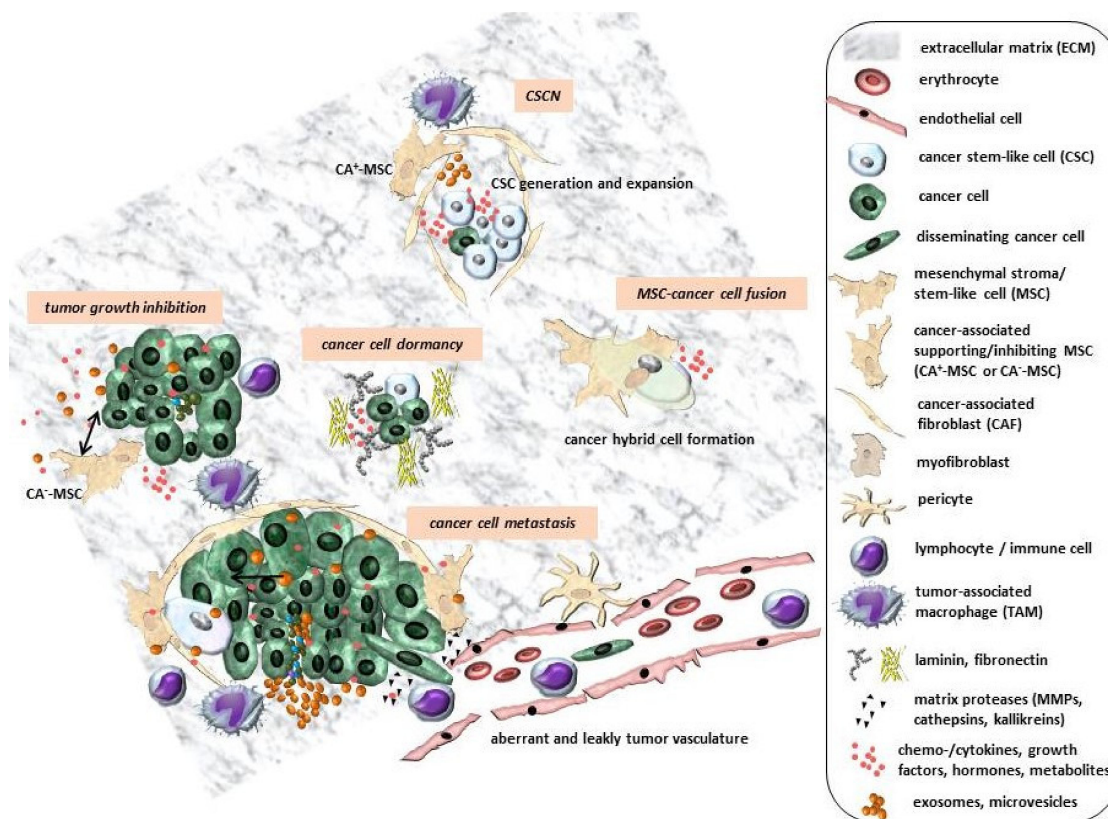 CSCN
CA⁺-MSC
CSC generation and expansion
tumor growth inhibition
MSC-cancer cell fusion
cancer cell dormancy
cancer hybrid cell formation
CA⁻-MSC
cancer cell metastasis
aberrant and leakly tumor vasculature
extracellular matrix (ECM)
erythrocyte
endothelial cell
cancer stem-like cell (CSC)
cancer cell
disseminating cancer cell
mesenchymal stroma/
stem-like cell (MSC)
cancer-associated
supporting/inhibiting MSC
(CA⁺-MSC or CA⁻-MSC)
cancer-associated
fibroblast (CAF)
myofibroblast
pericyte
lymphocyte / immune cell
tumor-associated
macrophage (TAM)
laminin, fibronectin
matrix proteases (MMPs,
cathepsins, kallikreins)
chemo-/cytokines, growth
factors, hormones, metabolites
exosomes, microvesicles